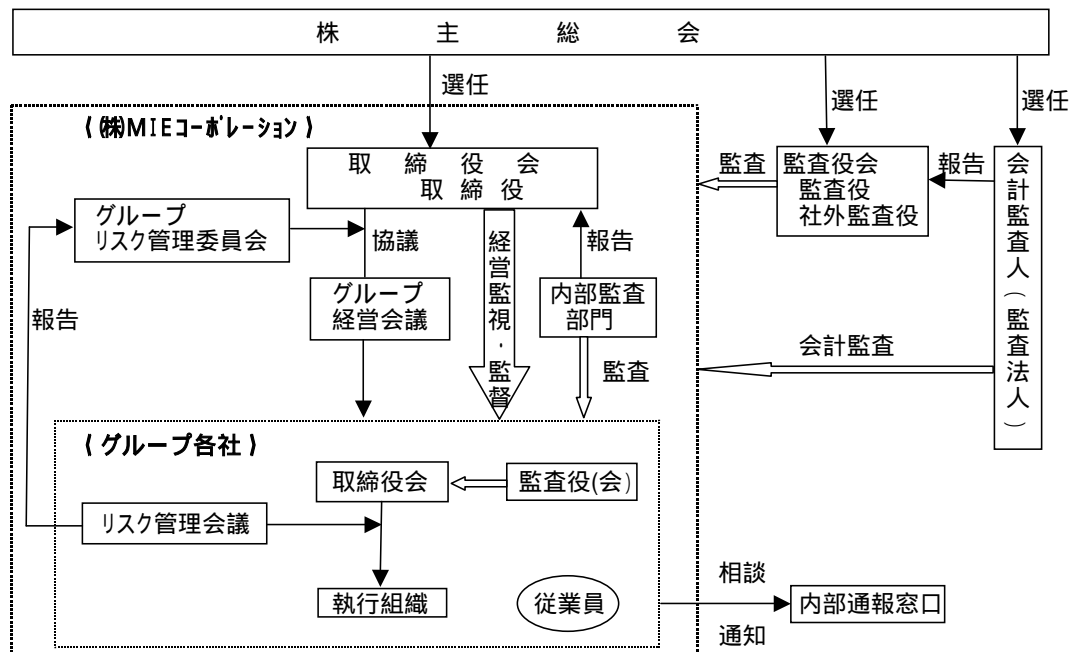 株主総会
選任
選任
選任
⟨㈱MIEコーポレーション⟩
取締役会
取締役
監査
監査役会
監査役
社外監査役
報告
会計監査人(監査法人)
グループ
リスク管理委員会
協議
経営監視・監督
報告
グループ
経営会議
内部監査
部門
報告
会計監査
監査
⟨グループ各社⟩
取締役会
監査役(会)
リスク管理会議
執行組織
従業員
相談
通知
内部通報窓口